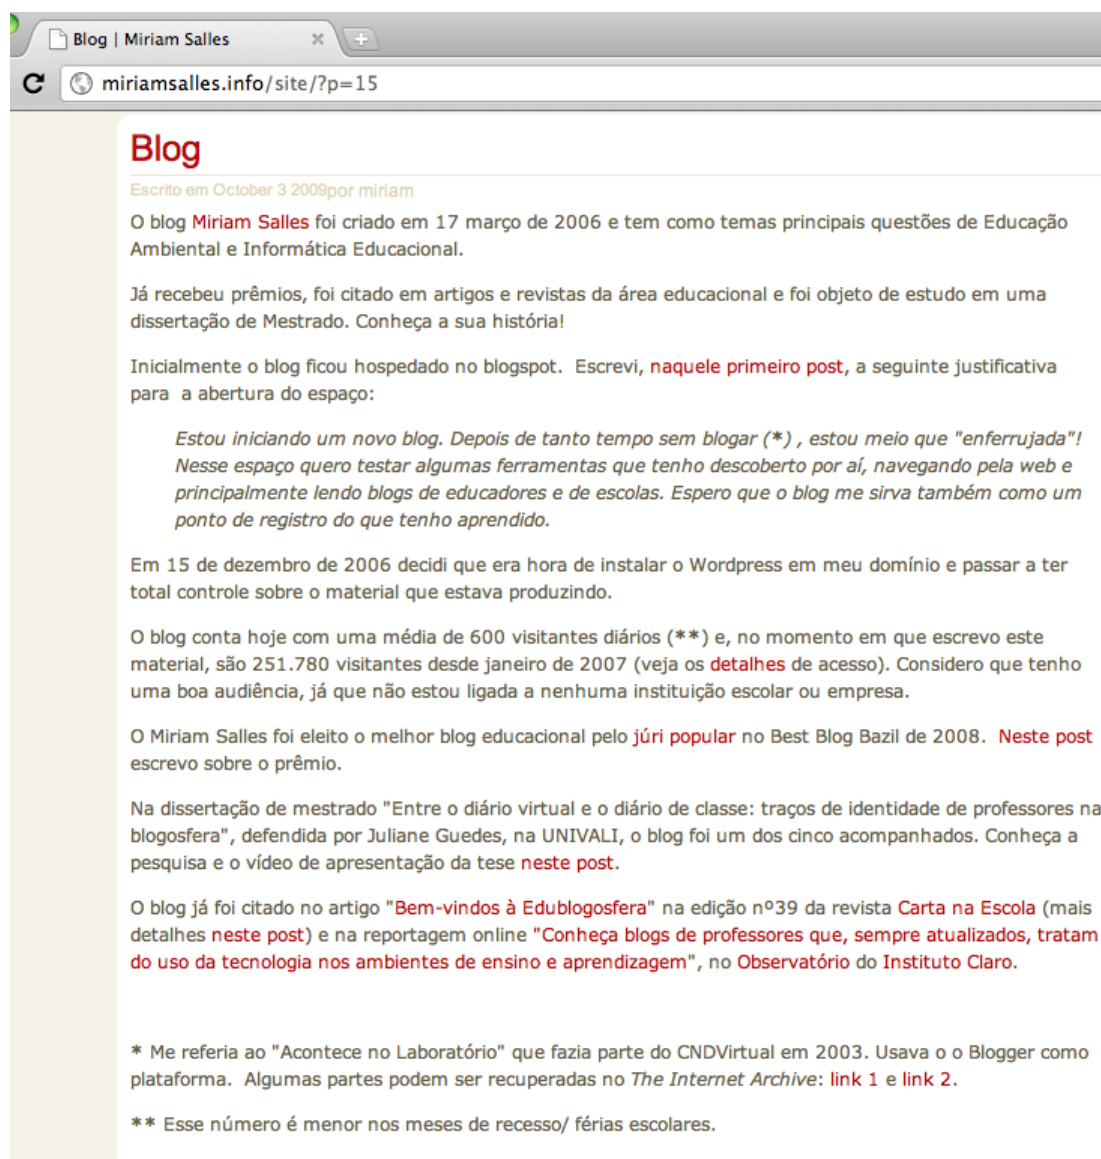 Blog | Miriam Salles
miriamsalles.info/site/?p=15
Blog
Escrito em October 3 2009por miriam
O blog Miriam Salles foi criado em 17 março de 2006 e tem como temas principais questões de Educação
Ambiental e Informática Educacional.
Já recebeu prêmios, foi citado em artigos e revistas da área educacional e foi objeto de estudo em uma
dissertação de Mestrado. Conheça a sua história!
Inicialmente o blog ficou hospedado no blogspot.  Escrevi, naquele primeiro post, a seguinte justificativa
para  a abertura do espaço:
Estou iniciando um novo blog. Depois de tanto tempo sem blogar (*) , estou meio que "enferrujada"!
Nesse espaço quero testar algumas ferramentas que tenho descoberto por aí, navegando pela web e
principalmente lendo blogs de educadores e de escolas. Espero que o blog me sirva também como um
ponto de registro do que tenho aprendido.
Em 15 de dezembro de 2006 decidi que era hora de instalar o Wordpress em meu domínio e passar a ter
total controle sobre o material que estava produzindo.
O blog conta hoje com uma média de 600 visitantes diários (**) e, no momento em que escrevo este
material, são 251.780 visitantes desde janeiro de 2007 (veja os detalhes de acesso). Considero que tenho
uma boa audiência, já que não estou ligada a nenhuma instituição escolar ou empresa.
O Miriam Salles foi eleito o melhor blog educacional pelo júri popular no Best Blog Bazil de 2008.  Neste post
escrevo sobre o prêmio.
Na dissertação de mestrado "Entre o diário virtual e o diário de classe: traços de identidade de professores na
blogosfera", defendida por Juliane Guedes, na UNIVALI, o blog foi um dos cinco acompanhados. Conheça a
pesquisa e o vídeo de apresentação da tese neste post.
O blog já foi citado no artigo "Bem-vindos à Edublogosfera" na edição nº39 da revista Carta na Escola (mais
detalhes neste post) e na reportagem online "Conheça blogs de professores que, sempre atualizados, tratam
do uso da tecnologia nos ambientes de ensino e aprendizagem", no Observatório do Instituto Claro.
* Me referia ao "Acontece no Laboratório" que fazia parte do CNDVirtual em 2003. Usava o o Blogger como
plataforma.  Algumas partes podem ser recuperadas no The Internet Archive: link 1 e link 2.
** Esse número é menor nos meses de recesso/ férias escolares.